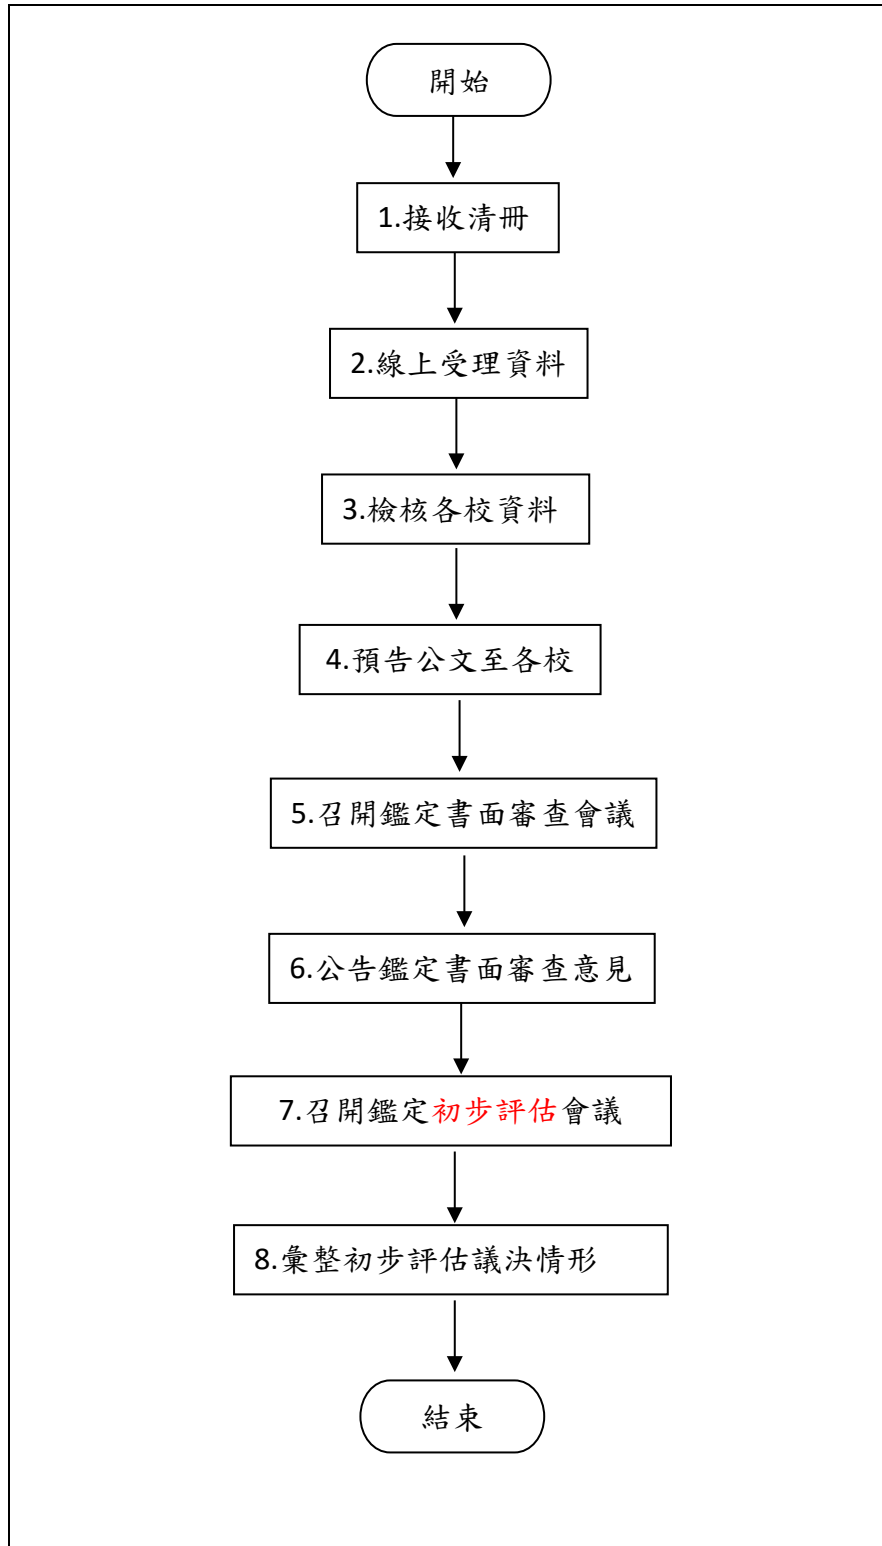 開始
1.接收清冊
2.線上受理資料
3.檢核各校資料
4.預告公文至各校
5.召開鑑定書面審查會議
6.公告鑑定書面審查意見
7.召開鑑定初步評估會議
8.彙整初步評估議決情形
結束